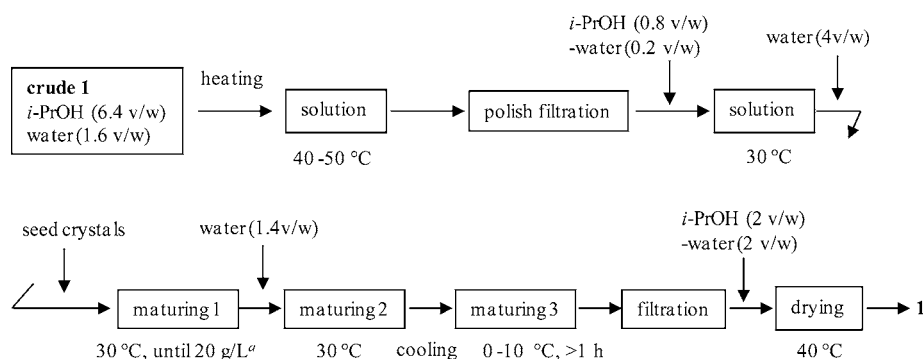 i-PrOH (0.8 v/w)
-water (0.2 v/w)
water (4v/w)
crude 1
i-PrOH (6.4 v/w)
water (1.6 v/w)
heating
solution
polish filtration
solution
40-50 °C
30 °C
seed crystals
water (1.4v/w)
i-PrOH (2 v/w)
-water (2 v/w)
maturing 1
maturing 2
maturing 3
filtration
drying
1
30 °C, until 20 g/Lᵃ
30 °C
cooling
0-10 °C, >1 h
40 °C